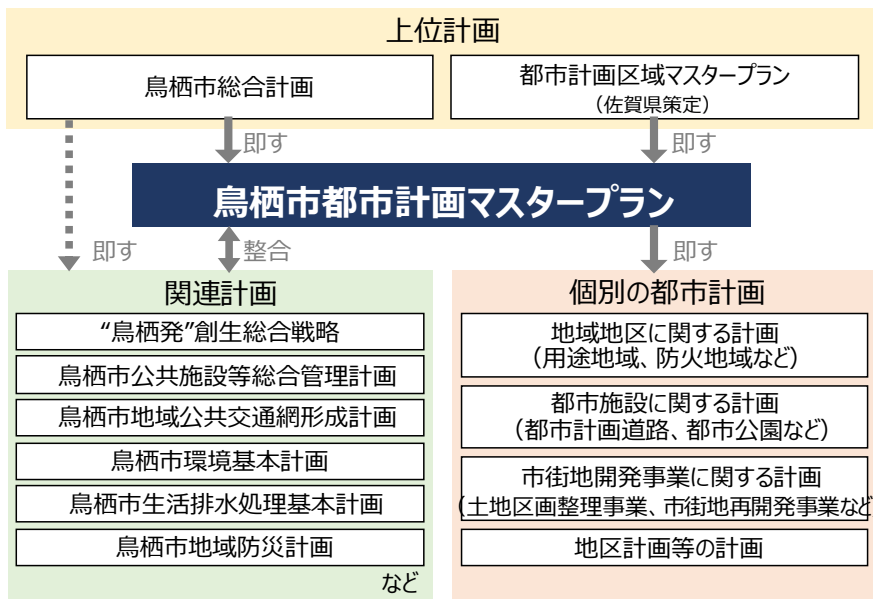 上位計画
鳥栖市総合計画
都市計画区域マスタープラン
（佐賀県策定）
即す
即す
鳥栖市都市計画マスタープラン
即す
整合
即す
関連計画
“鳥栖発”創生総合戦略
鳥栖市公共施設等総合管理計画
鳥栖市地域公共交通網形成計画
鳥栖市環境基本計画
鳥栖市生活排水処理基本計画
鳥栖市地域防災計画
など
個別の都市計画
地域地区に関する計画
（用途地域、防火地域など）
都市施設に関する計画
（都市計画道路、都市公園など）
市街地開発事業に関する計画
（土地区画整理事業、市街地再開発事業など
地区計画等の計画